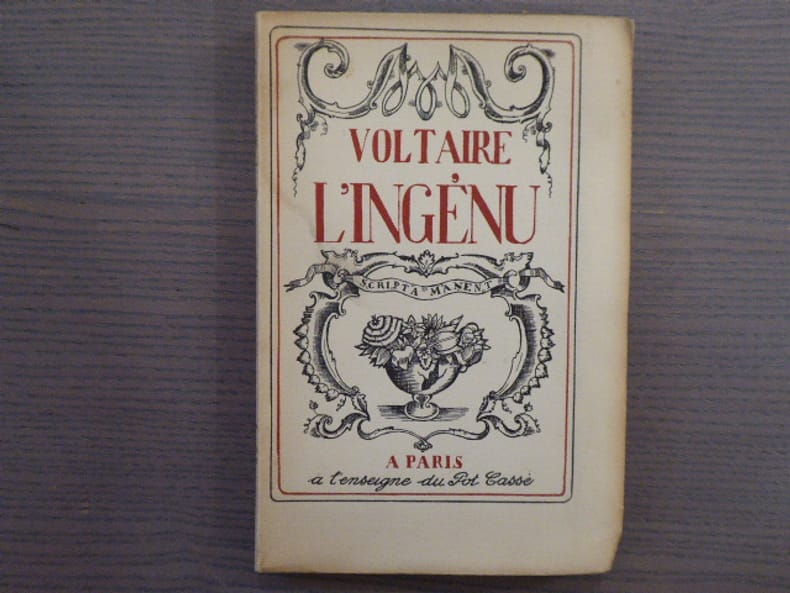 VOLTAIRE
L'INGÉNU
SCRIPTA MANENT
A PARIS
a l'enseigne du Pot Cassé